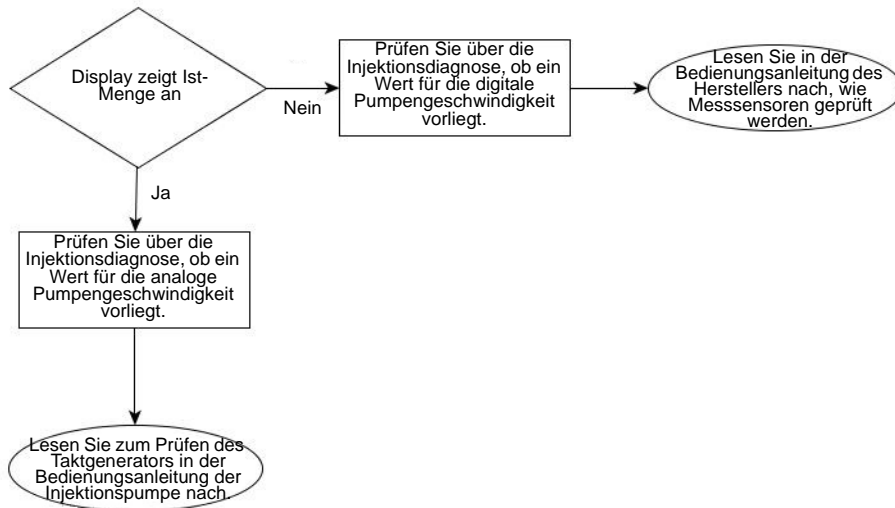 Display zeigt Ist-
Menge an
Nein
Prüfen Sie über die
Injektionsdiagnose, ob ein
Wert für die digitale
Pumpengeschwindigkeit
vorliegt.
Lesen Sie in der
Bedienungsanleitung des
Herstellers nach, wie
Messsensoren geprüft
werden.
Ja
Prüfen Sie über die
Injektionsdiagnose, ob ein
Wert für die analoge
Pumpengeschwindigkeit
vorliegt.
Lesen Sie zum Prüfen des
Taktgenerators in der
Bedienungsanleitung der
Injektionspumpe nach.